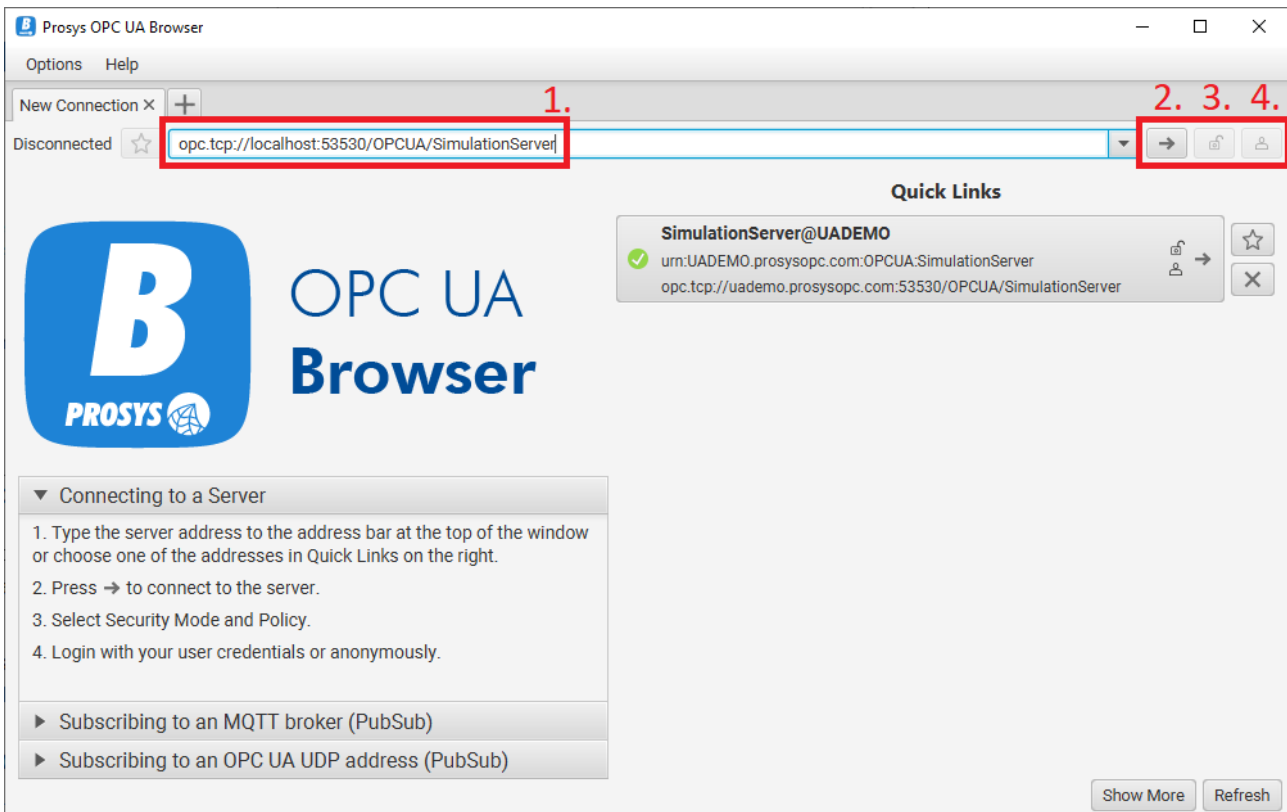 Prosys OPC UA Browser
Options Help
New Connection
1.
2. 3. 4.
Disconnected
opc.tcp://localhost:53530/OPCUA/SimulationServer
Quick Links
SimulationServer@UADEMO
urn:UADEMO.prosysopc.com:OPCUA:SimulationServer
opc.tcp://uademo.prosysopc.com:53530/OPCUA/SimulationServer
B
PROSYS
OPC UA
Browser
Connecting to a Server
1. Type the server address to the address bar at the top of the window
or choose one of the addresses in Quick Links on the right.
2. Press → to connect to the server.
3. Select Security Mode and Policy.
4. Login with your user credentials or anonymously.
Subscribing to an MQTT broker (PubSub)
Subscribing to an OPC UA UDP address (PubSub)
Show More Refresh